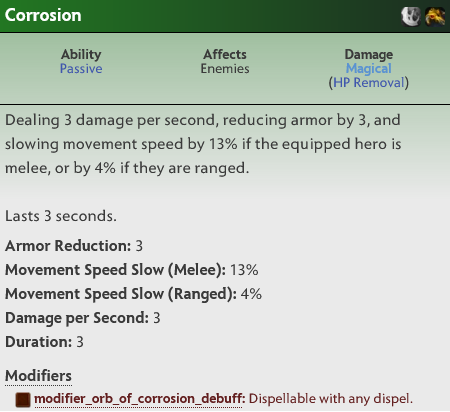 Corrosion
Ability Affects Damage
Passive Enemies Magical
(HP Removal)
Dealing 3 damage per second, reducing armor by 3, and
slowing movement speed by 13% if the equipped hero is
melee, or by 4% if they are ranged.
Lasts 3 seconds.
Armor Reduction: 3
Movement Speed Slow (Melee): 13%
Movement Speed Slow (Ranged): 4%
Damage per Second: 3
Duration: 3
Modifiers
modifier_orb_of_corrosion_debuff: Dispellable with any dispel.